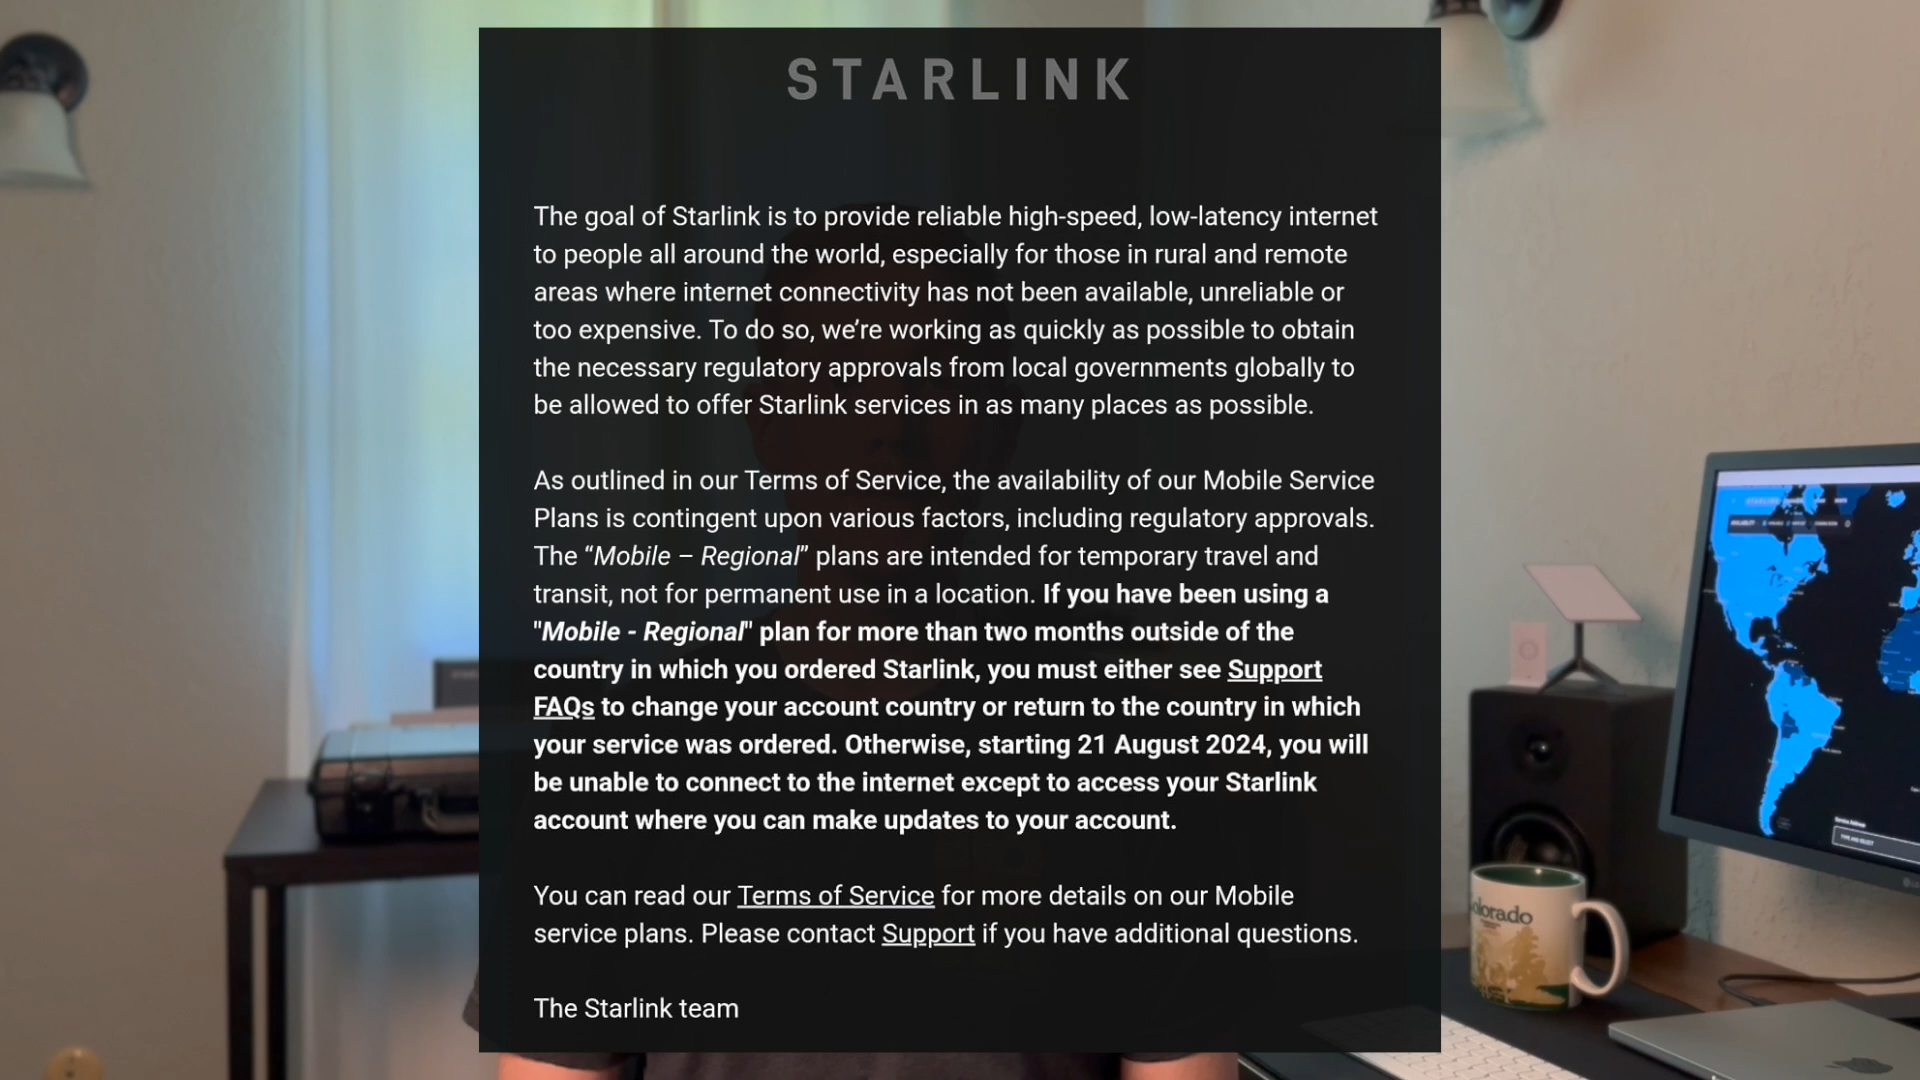 STARLINK
The goal of Starlink is to provide reliable high-speed, low-latency internet
to people all around the world, especially for those in rural and remote
areas where internet connectivity has not been available, unreliable or
too expensive. To do so, we’re working as quickly as possible to obtain
the necessary regulatory approvals from local governments globally to
be allowed to offer Starlink services in as many places as possible.
As outlined in our Terms of Service, the availability of our Mobile Service
Plans is contingent upon various factors, including regulatory approvals.
The “Mobile – Regional” plans are intended for temporary travel and
transit, not for permanent use in a location. If you have been using a
"Mobile - Regional" plan for more than two months outside of the
country in which you ordered Starlink, you must either see Support
FAQs to change your account country or return to the country in which
your service was ordered. Otherwise, starting 21 August 2024, you will
be unable to connect to the internet except to access your Starlink
account where you can make updates to your account.
You can read our Terms of Service for more details on our Mobile
service plans. Please contact Support if you have additional questions.
The Starlink team